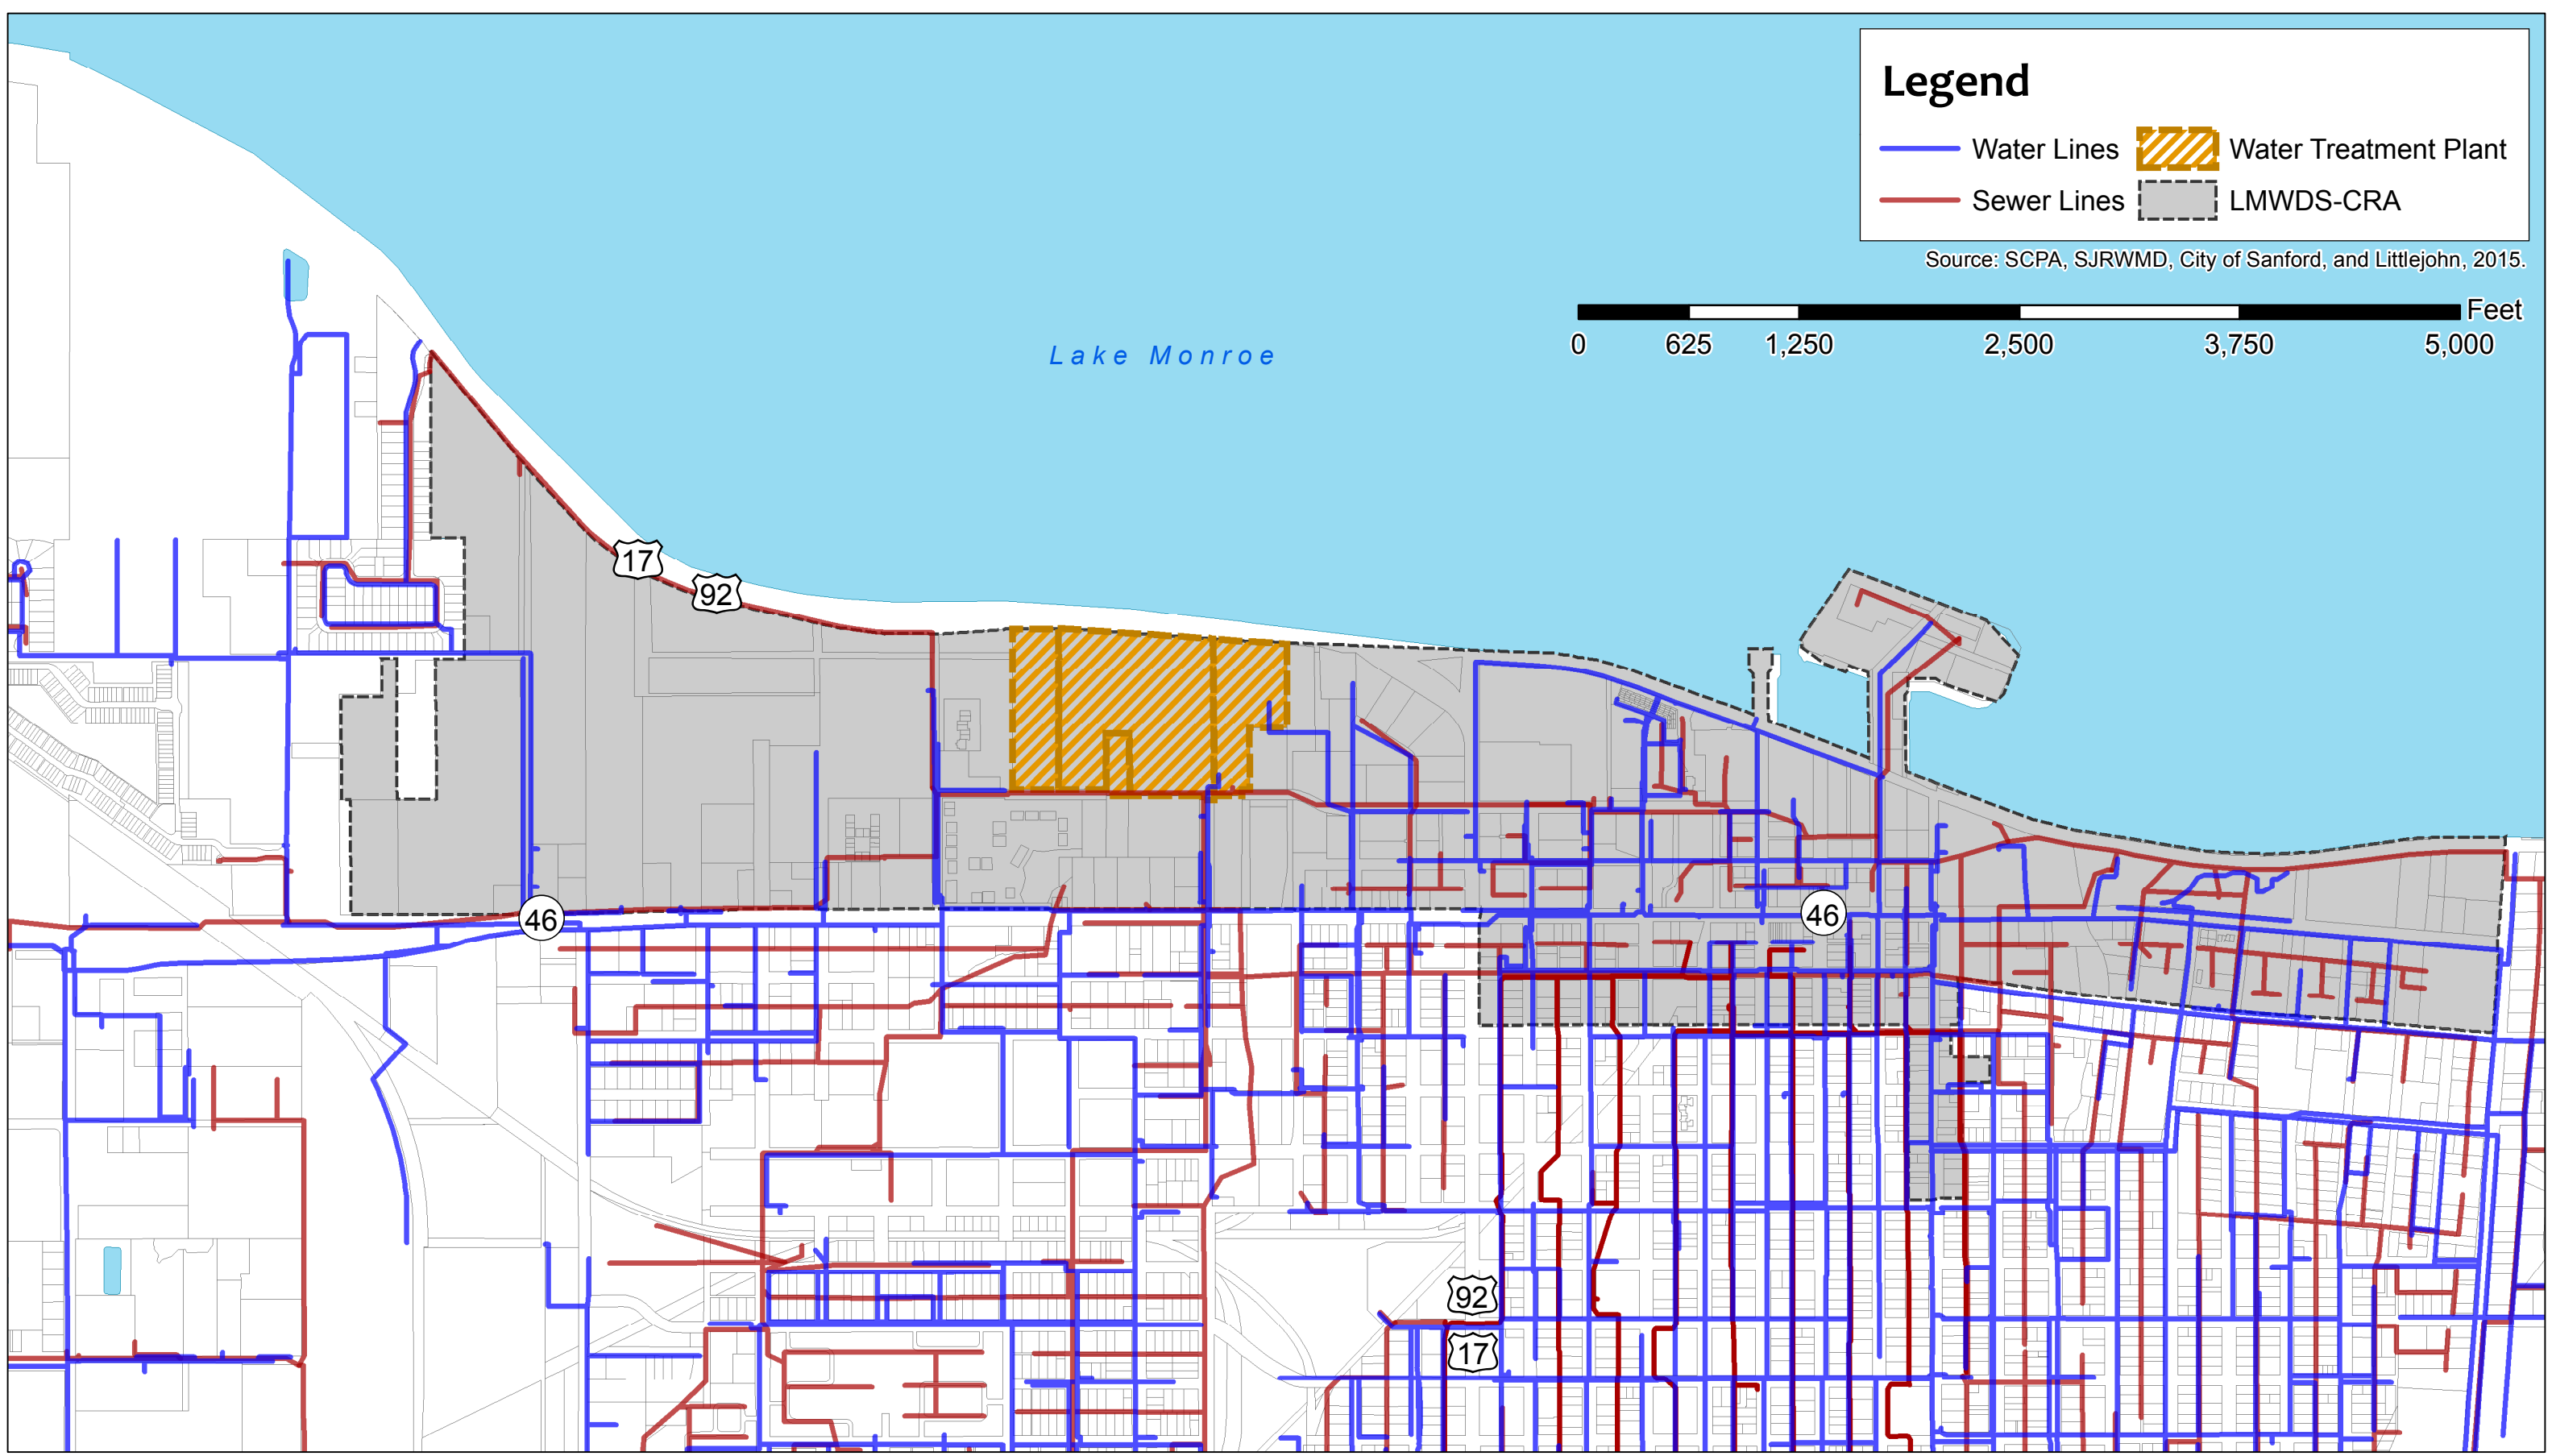 Legend
Water Lines
Water Treatment Plant
Sewer Lines
LMWDS-CRA
Source: SCPA, SJRWMD, City of Sanford, and Littlejohn, 2015.
Feet
0 625 1,250 2,500 3,750 5,000
Lake Monroe
17
92
46
46
92
17